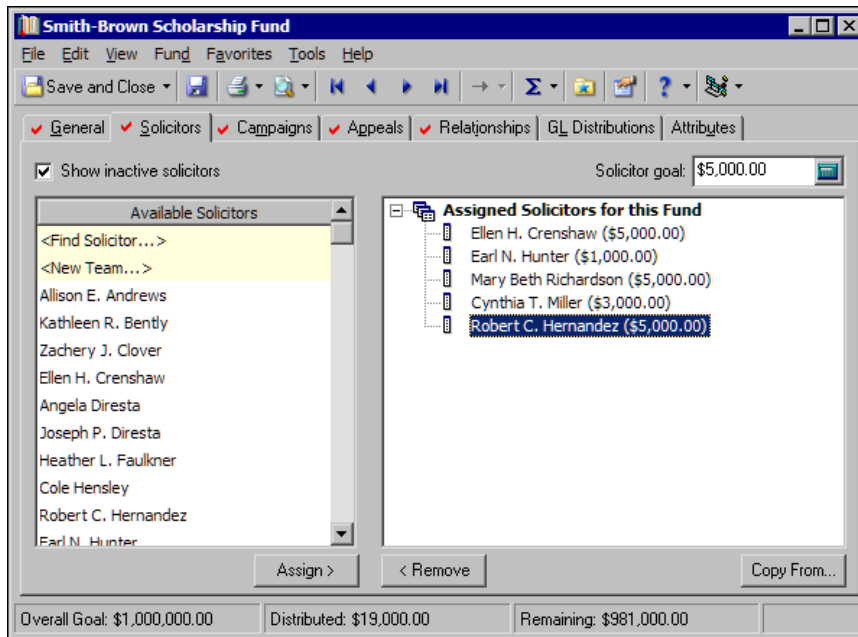 Smith-Brown Scholarship Fund
File Edit View Fund Favorites Tools Help
Save and Close
General Solicitors Campaigns Appeals Relationships GL Distributions Attributes
Show inactive solicitors
Solicitor goal: $5,000.00
Available Solicitors
<Find Solicitor...>
<New Team...>
Allison E. Andrews
Kathleen R. Bently
Zachery J. Clover
Ellen H. Crenshaw
Angela Diresta
Joseph P. Diresta
Heather L. Faulkner
Cole Hensley
Robert C. Hernandez
Earl N. Hunter
Assigned Solicitors for this Fund
Ellen H. Crenshaw ($5,000.00)
Earl N. Hunter ($1,000.00)
Mary Beth Richardson ($5,000.00)
Cynthia T. Miller ($3,000.00)
Robert C. Hernandez ($5,000.00)
Assign >
< Remove
Copy From...
Overall Goal: $1,000,000.00 Distributed: $19,000.00 Remaining: $981,000.00